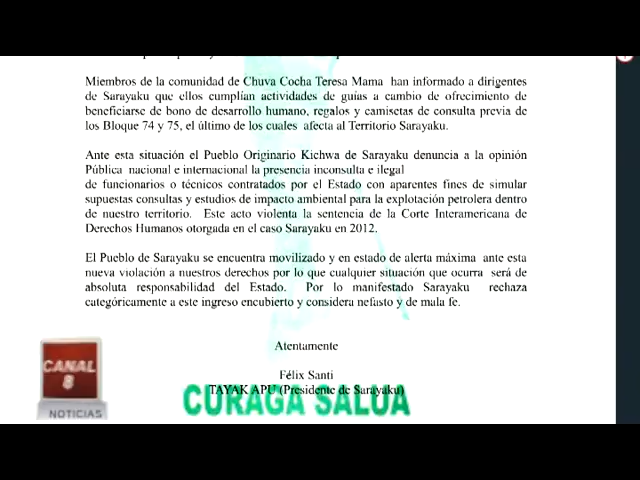 Miembros de la comunidad de Chuva Cocha Teresa Mama han informado a dirigentes
de Sarayaku que ellos cumplían actividades de guías a cambio de ofrecimiento de
beneficiarse de bono de desarrollo humano, regalos y camisetas de consulta previa de
los Bloque 74 y 75, el último de los cuales afecta al Territorio Sarayaku.
Ante esta situación el Pueblo Originario Kichwa de Sarayaku denuncia a la opinión
Pública nacional e internacional la presencia inconsulta e ilegal
de funcionarios o técnicos contratados por el Estado con aparentes fines de simular
supuestas consultas y estudios de impacto ambiental para la explotación petrolera dentro
de nuestro territorio. Este acto violenta la sentencia de la Corte Interamericana de
Derechos Humanos otorgada en el caso Sarayaku en 2012.
El Pueblo de Sarayaku se encuentra movilizado y en estado de alerta máxima ante esta
nueva violación a nuestros derechos por lo que cualquier situación que ocurra será de
absoluta responsabilidad del Estado. Por lo manifestado Sarayaku rechaza
categóricamente a este ingreso encubierto y considera nefasto y de mala fe.
Atentamente
Félix Santi
TAYAK APU (Presidente de Sarayaku)
CURAGA SALUA
CANAL
8
NOTICIAS